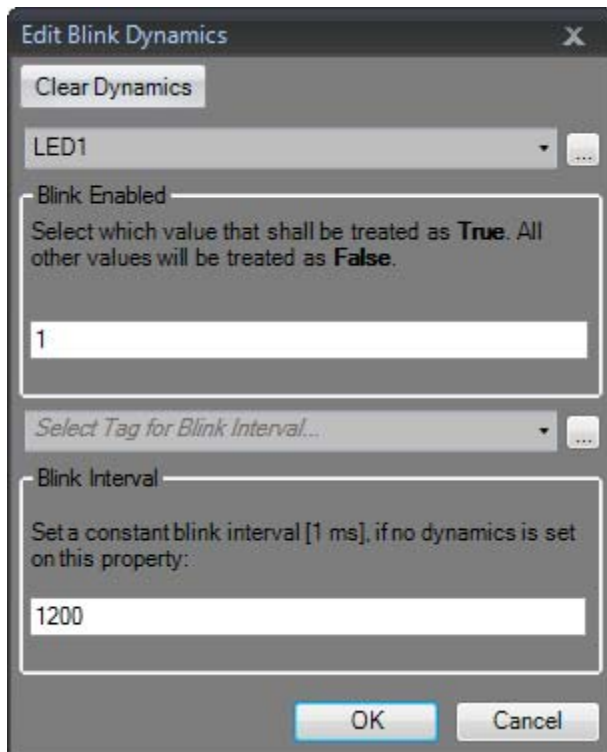 Edit Blink Dynamics
X
Clear Dynamics
LED1
...
Blink Enabled
Select which value that shall be treated as True. All
other values will be treated as False.
1
Select Tag for Blink Interval...
...
Blink Interval
Set a constant blink interval [1 ms], if no dynamics is set
on this property:
1200
OK Cancel